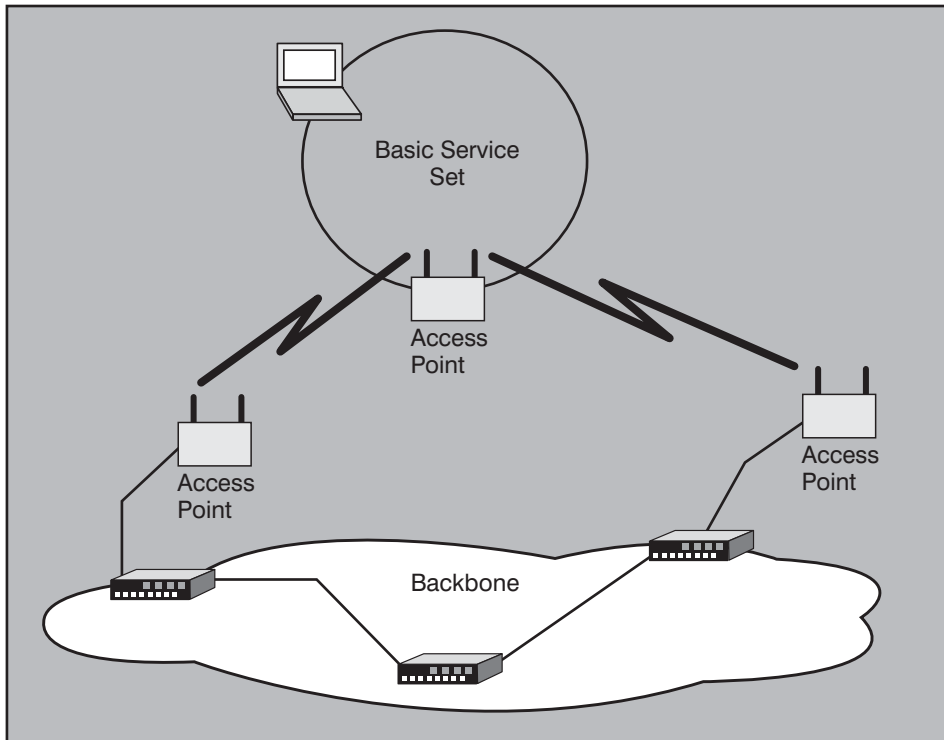 Basic Service
Set
Access
Point
Access
Point
Access
Point
Backbone